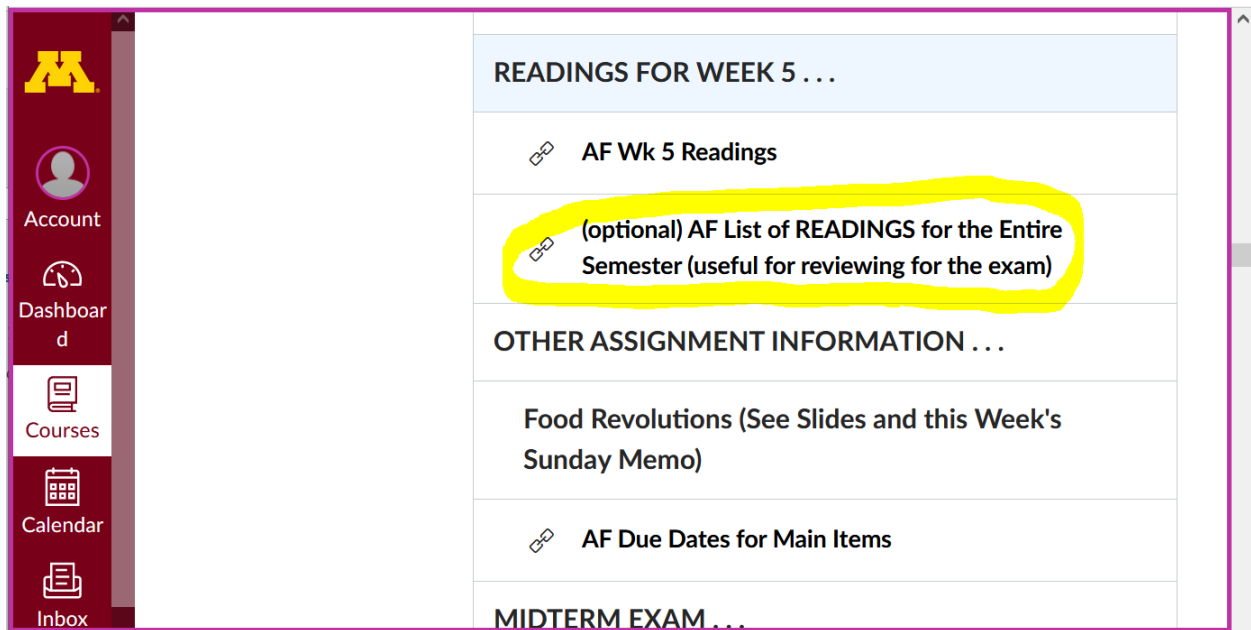 M
Account
Dashboar
d
Courses
Calendar
Inbox
READINGS FOR WEEK 5 . . .
AF Wk 5 Readings
(optional) AF List of READINGS for the Entire
Semester (useful for reviewing for the exam)
OTHER ASSIGNMENT INFORMATION . . .
Food Revolutions (See Slides and this Week's
Sunday Memo)
AF Due Dates for Main Items
MIDTERM EXAM . . .